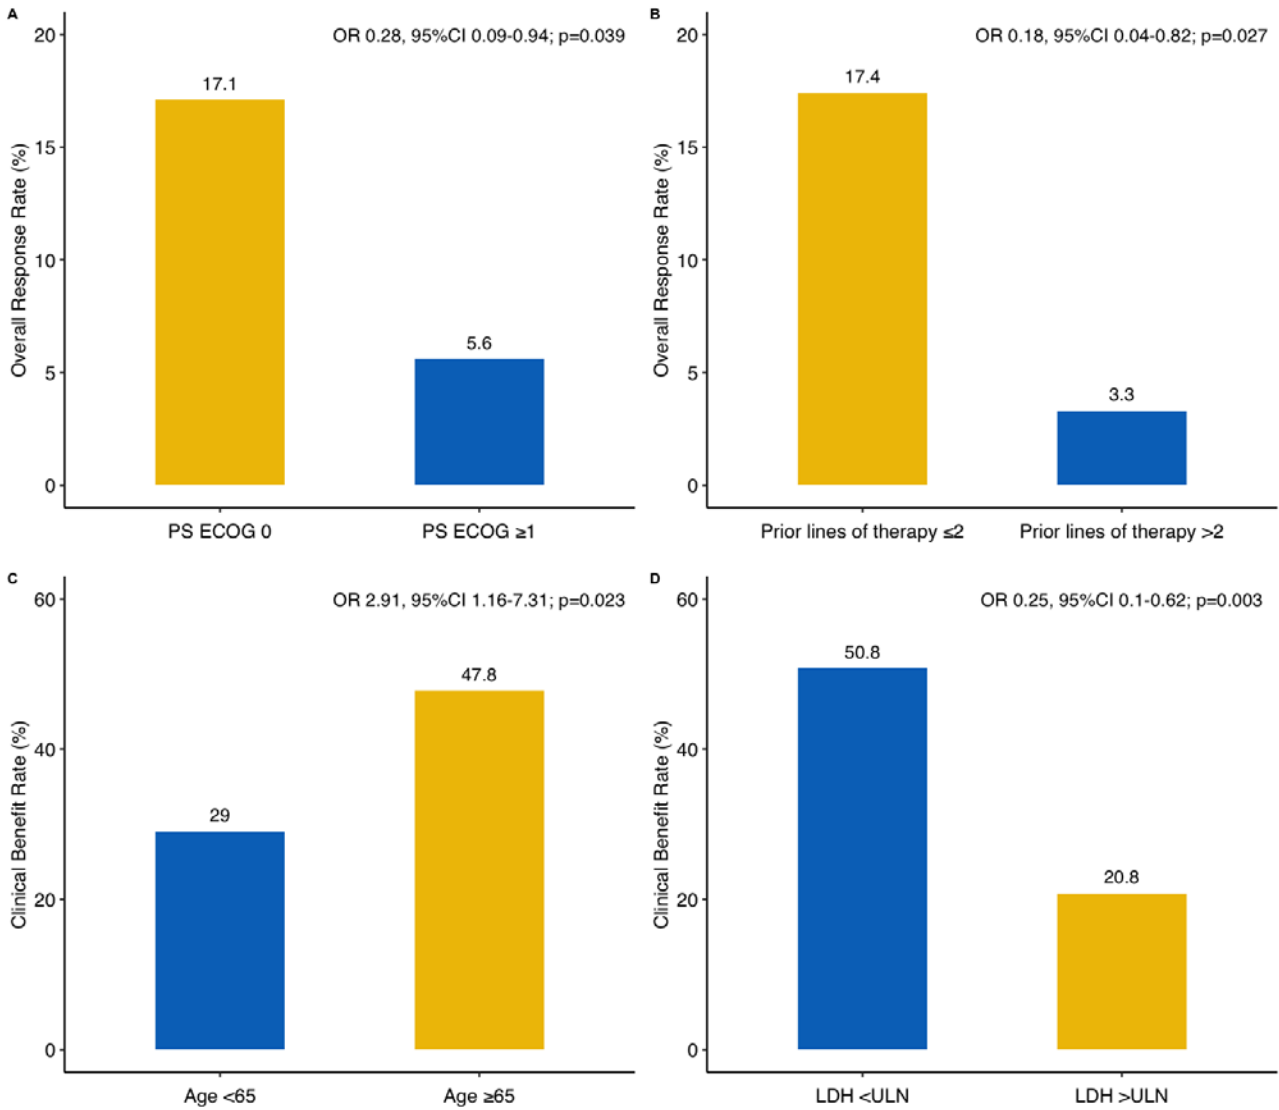 A
OR 0.28, 95%CI 0.09-0.94; p=0.039
Overall Response Rate (%)
20
15
10
5
0
17.1
5.6
PS ECOG 0
PS ECOG ≥1
B
OR 0.18, 95%CI 0.04-0.82; p=0.027
Overall Response Rate (%)
20
15
10
5
0
17.4
3.3
Prior lines of therapy ≤2
Prior lines of therapy >2
C
OR 2.91, 95%CI 1.16-7.31; p=0.023
Clinical Benefit Rate (%)
60
40
20
0
29
47.8
Age <65
Age ≥65
D
OR 0.25, 95%CI 0.1-0.62; p=0.003
Clinical Benefit Rate (%)
60
40
20
0
50.8
20.8
LDH <ULN
LDH >ULN